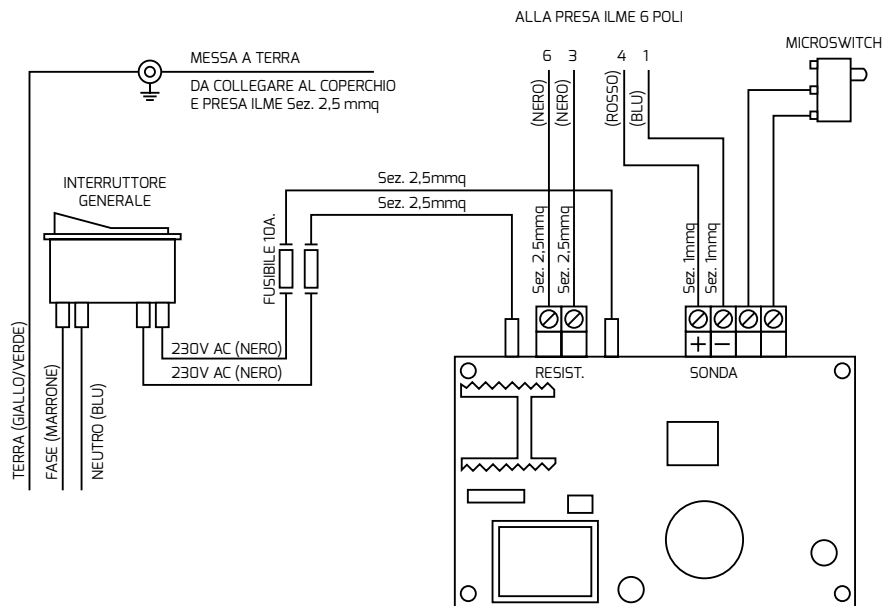 ALLA PRESA ILME 6 POLI
MICROSWITCH
MESSA A TERRA
DA COLLEGARE AL COPERCHIO
E PRESA ILME Sez. 2,5 mmq
6 3 4 1
(NERO)
(NERO)
(ROSSO)
(BLU)
INTERRUTTORE
GENERALE
Sez. 2,5mmq
Sez. 2,5mmq
FUSIBILE 10A.
Sez. 2,5mmq
Sez. 2,5mmq
Sez. 1mmq
Sez. 1mmq
230V AC (NERO)
230V AC (NERO)
+ −
RESIST.
SONDA
TERRA (GIALLO/VERDE)
FASE (MARRONE)
NEUTRO (BLU)